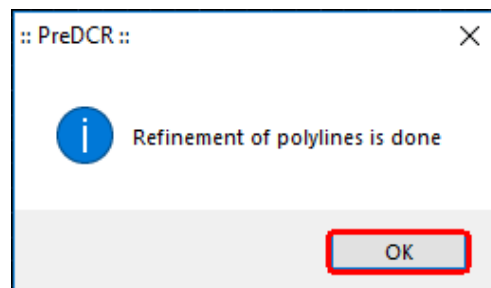 :: PreDCR ::
Refinement of polylines is done
OK